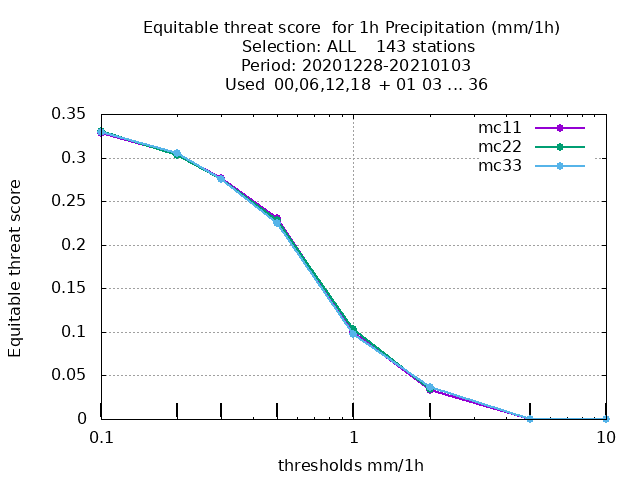 Equitable threat score  for 1h Precipitation (mm/1h)
Selection: ALL    143 stations
Period: 20201228-20210103
Used  00,06,12,18  + 01 03 ... 36
mc11
mc22
mc33
Equitable threat score
0.35
0.3
0.25
0.2
0.15
0.1
0.05
0
0.1 1 10
thresholds mm/1h